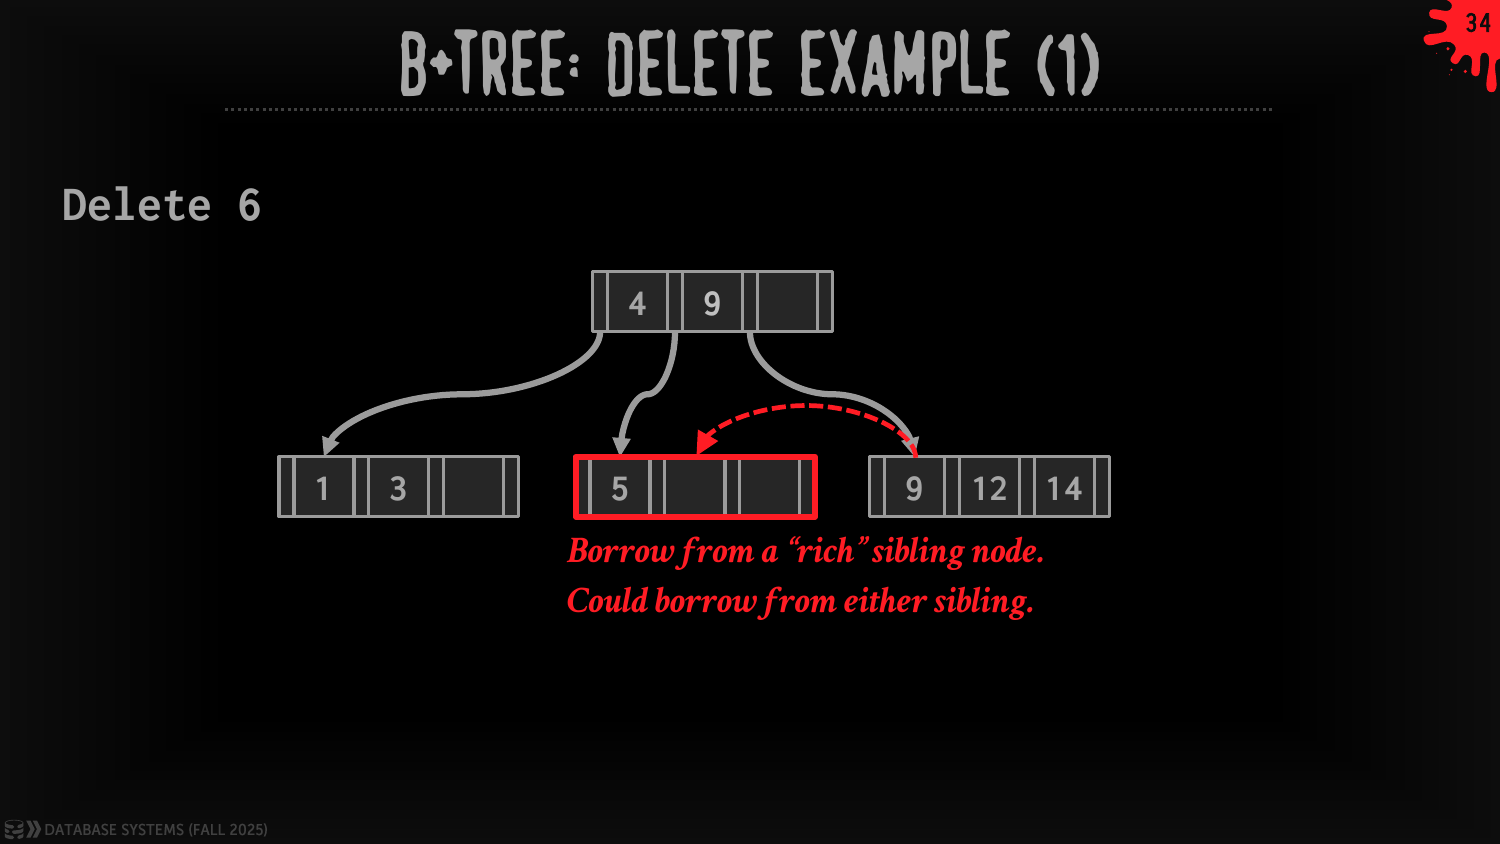 34
B+TREE: DELETE EXAMPLE (1)
Delete 6
4 9
1 3
5
9 12 14
Borrow from a “rich” sibling node.
Could borrow from either sibling.
DATABASE SYSTEMS (FALL 2025)